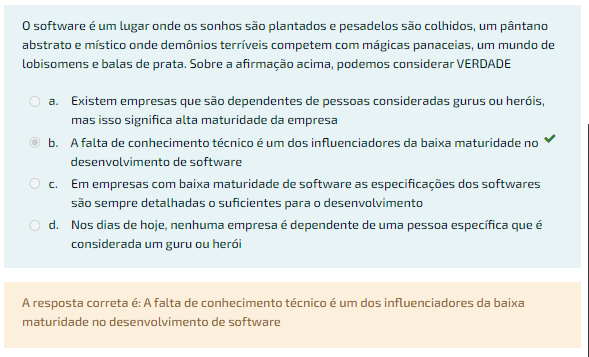 O software é um lugar onde os sonhos são plantados e pesadelos são colhidos, um pântano
abstrato e místico onde demônios terríveis competem com mágicas panaceias, um mundo de
lobisomens e balas de prata. Sobre a afirmação acima, podemos considerar VERDADE
a. Existem empresas que são dependentes de pessoas consideradas gurus ou heróis,
mas isso significa alta maturidade da empresa
b. A falta de conhecimento técnico é um dos influenciadores da baixa maturidade no
desenvolvimento de software
c. Em empresas com baixa maturidade de software as especificações dos softwares
são sempre detalhadas o suficientes para o desenvolvimento
d. Nos dias de hoje, nenhuma empresa é dependente de uma pessoa específica que é
considerada um guru ou herói
A resposta correta é: A falta de conhecimento técnico é um dos influenciadores da baixa
maturidade no desenvolvimento de software